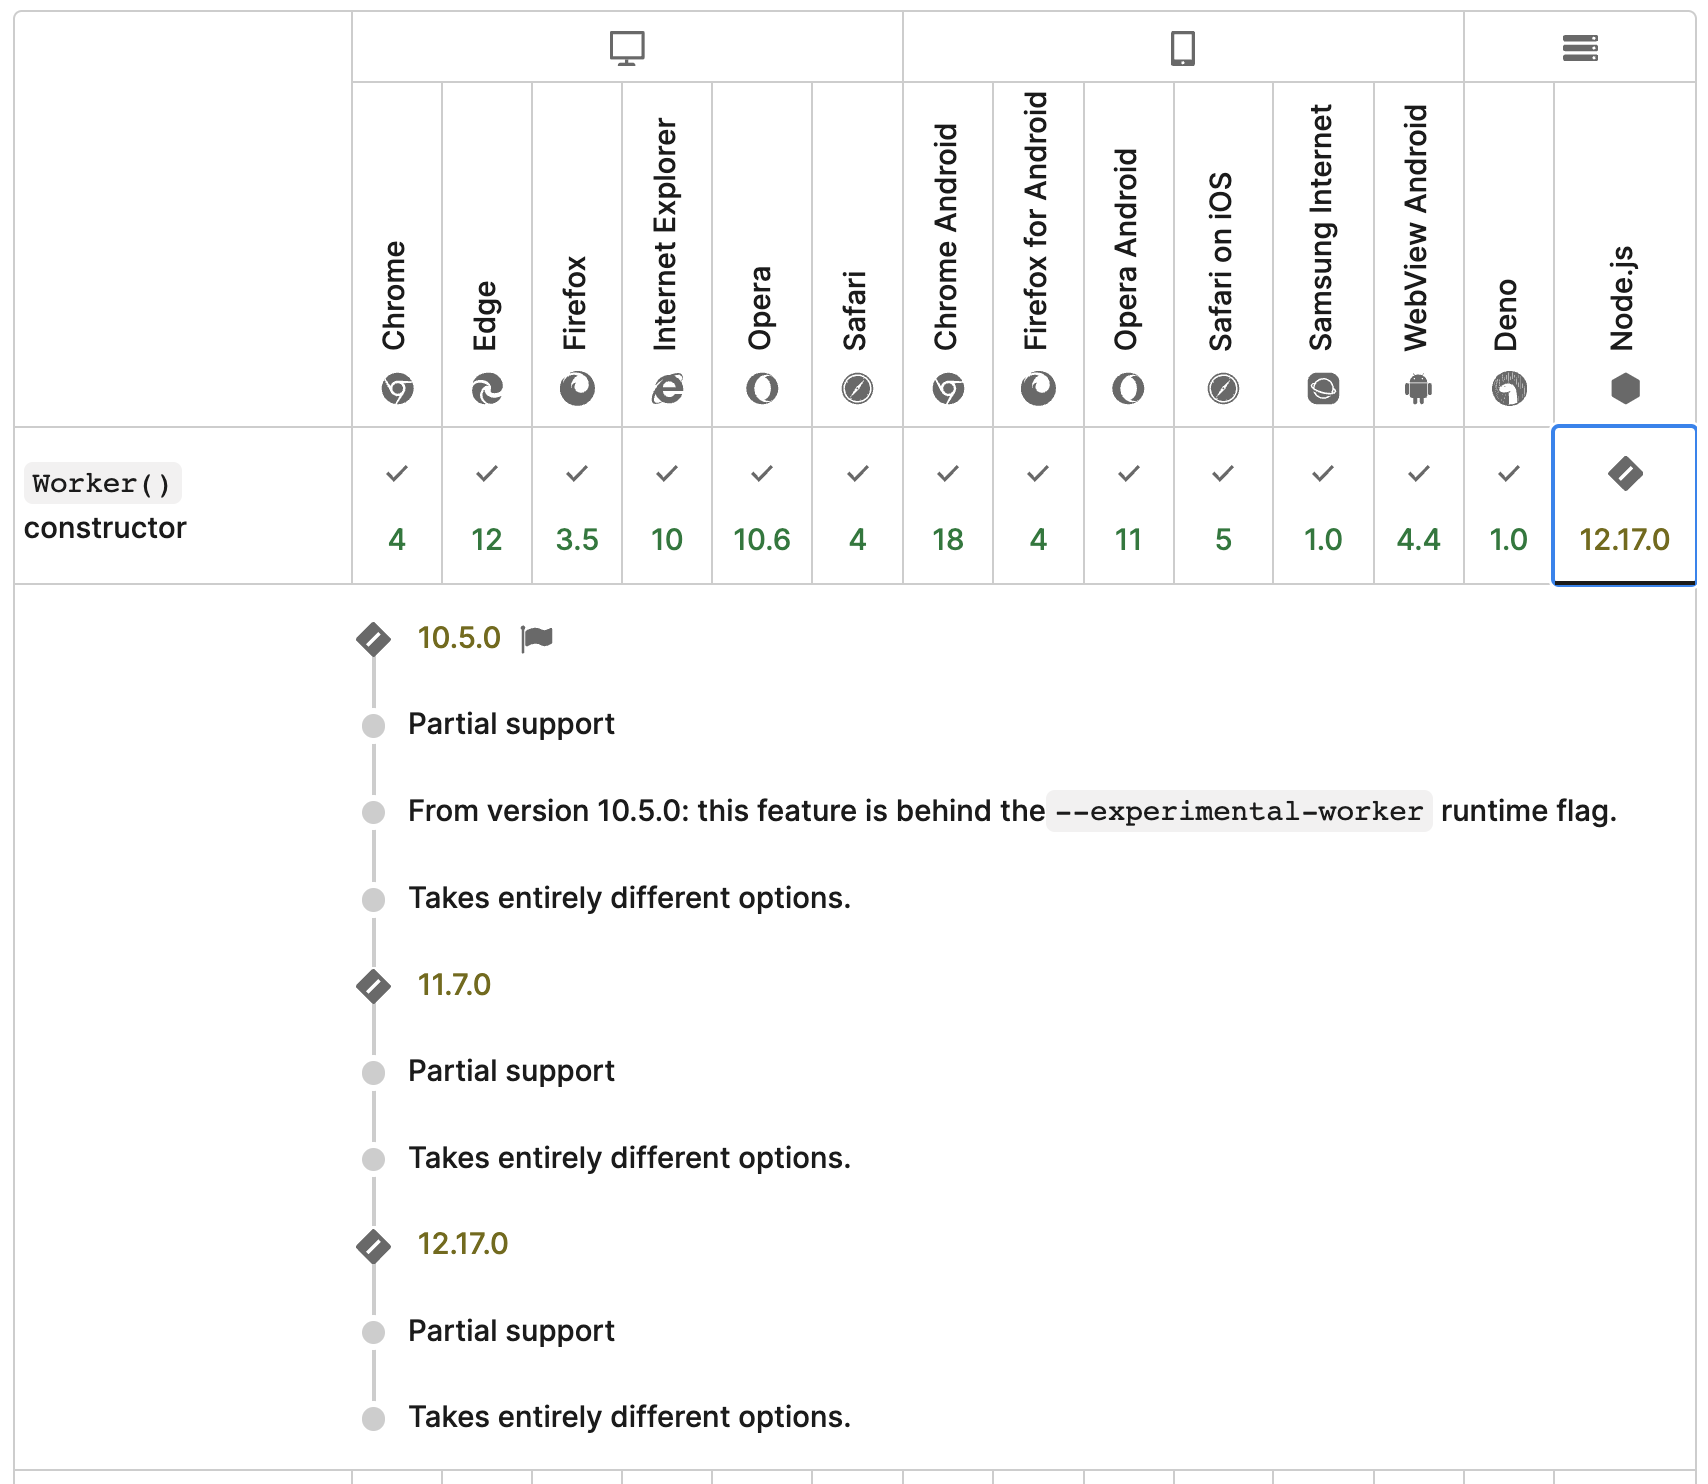 Chrome
Edge
Firefox
Internet Explorer
Opera
Safari
Chrome Android
Firefox for Android
Opera Android
Safari on iOS
Samsung Internet
WebView Android
Deno
Node.js
Worker()
constructor
4
12
3.5
10
10.6
4
18
4
11
5
1.0
4.4
1.0
12.17.0
10.5.0
Partial support
From version 10.5.0: this feature is behind the --experimental-worker runtime flag.
Takes entirely different options.
11.7.0
Partial support
Takes entirely different options.
12.17.0
Partial support
Takes entirely different options.